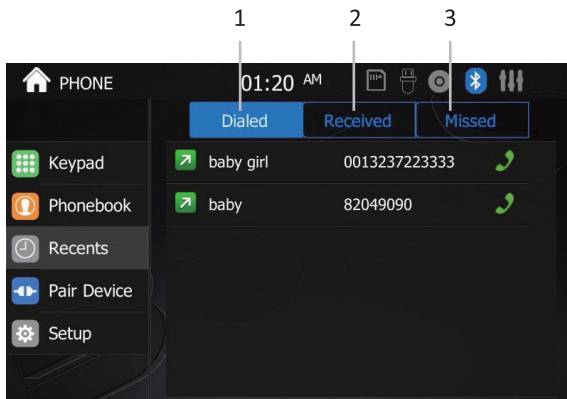 1 2 3
PHONE 01:20 AM
Dialed Received Missed
Keypad baby girl 0013237223333
Phonebook baby 82049090
Recents
Pair Device
Setup